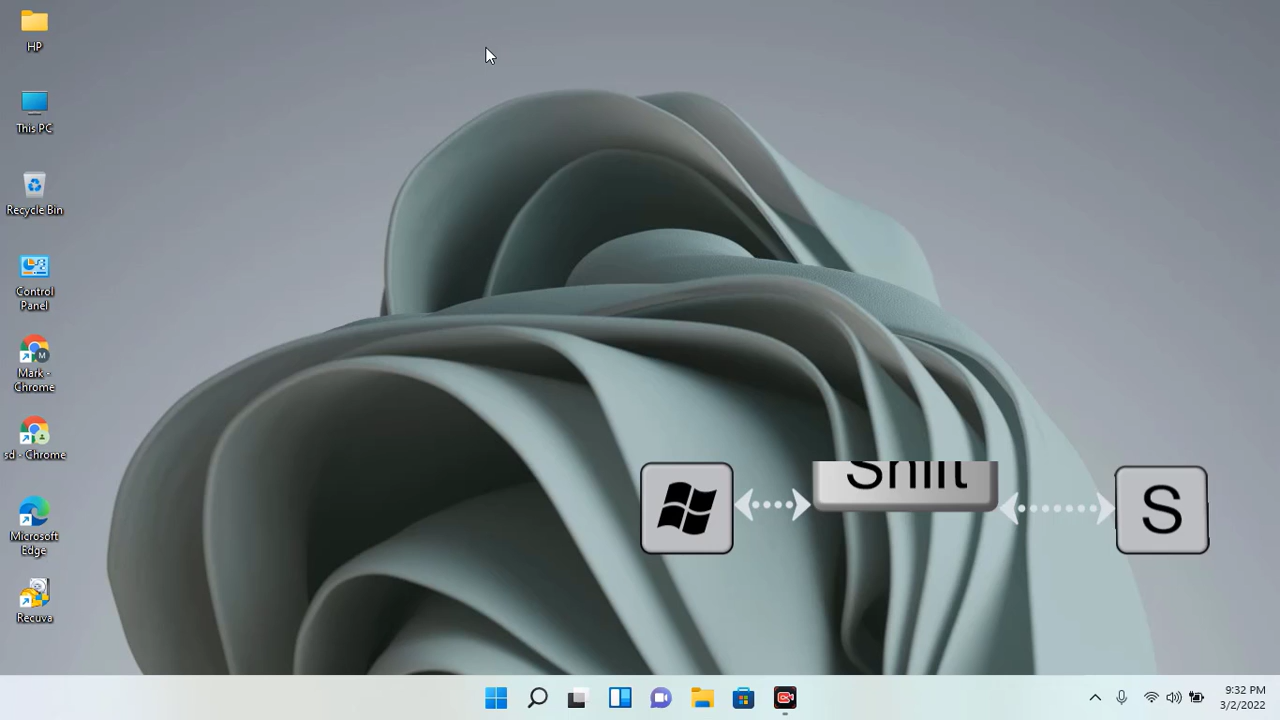 HP
This PC
Recycle Bin
Control
Panel
Mark -
Chrome
sd - Chrome
Microsoft
Edge
Recuva
Shift
S
9:32 PM
3/2/2022